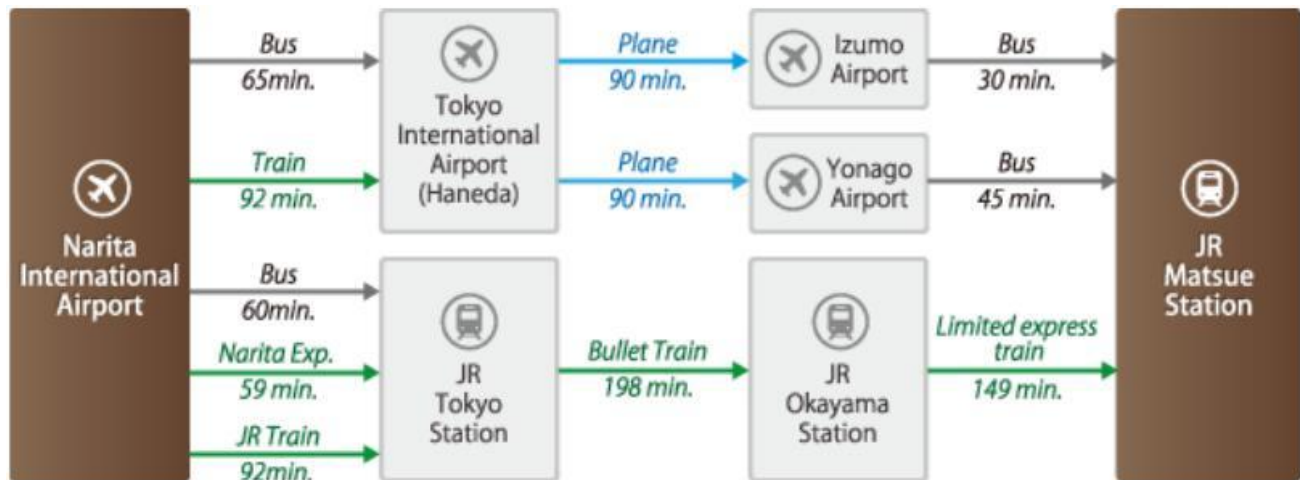 Narita
International
Airport
Bus
65min.
Train
92 min.
Bus
60min.
Narita Exp.
59 min.
JR Train
92min.
Tokyo
International
Airport
(Haneda)
JR
Tokyo
Station
Plane
90 min.
Plane
90 min.
Bullet Train
198 min.
Izumo
Airport
Yonago
Airport
JR
Okayama
Station
Bus
30 min.
Bus
45 min.
Limited express
train
149 min.
JR
Matsue
Station